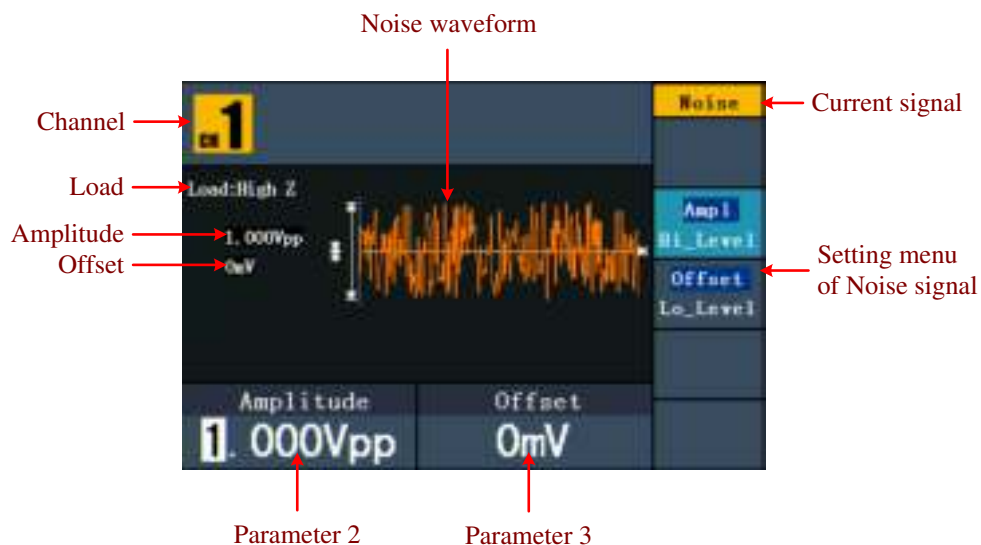 Noise waveform
Channel
CH 1
Noise
Current signal
Load
Load:High Z
Amplitude
1.000Vpp
Offset
0mV
Ampl
Hi_Level
Offset
Lo_Level
Setting menu
of Noise signal
Amplitude
Offset
1.000Vpp
0mV
Parameter 2
Parameter 3